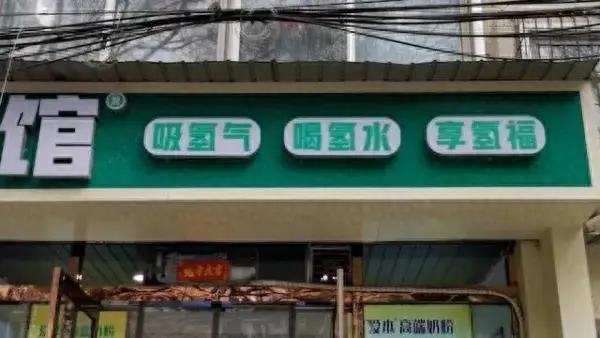 馆
吸氢气
喝氢水
享氢福
发本 高端奶粉